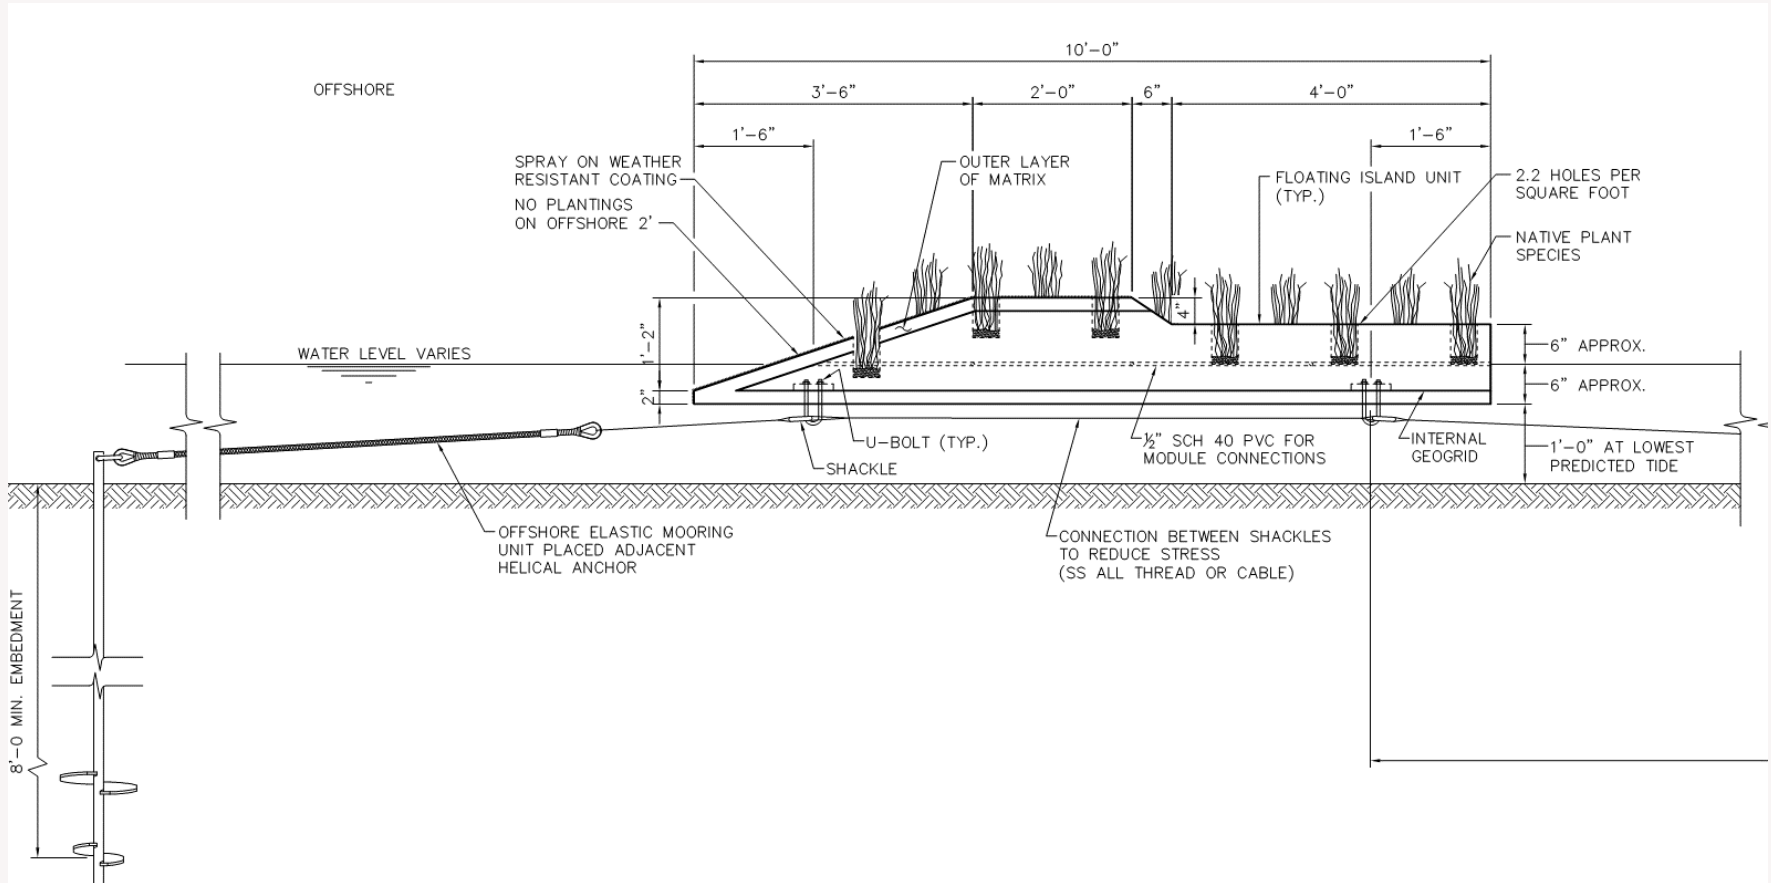 10'-0"
OFFSHORE
3'-6"
2'-0"
6"
4'-0"
1'-6"
1'-6"
SPRAY ON WEATHER
RESISTANT COATING
NO PLANTINGS
ON OFFSHORE 2'
OUTER LAYER
OF MATRIX
FLOATING ISLAND UNIT
(TYP.)
2.2 HOLES PER
SQUARE FOOT
NATIVE PLANT
SPECIES
4"
1'-2"
2"
WATER LEVEL VARIES
6" APPROX.
6" APPROX.
U-BOLT (TYP.)
SHACKLE
½" SCH 40 PVC FOR
MODULE CONNECTIONS
INTERNAL
GEOGRID
1'-0" AT LOWEST
PREDICTED TIDE
OFFSHORE ELASTIC MOORING
UNIT PLACED ADJACENT
HELICAL ANCHOR
CONNECTION BETWEEN SHACKLES
TO REDUCE STRESS
(SS ALL THREAD OR CABLE)
8'-0 MIN. EMBEDMENT